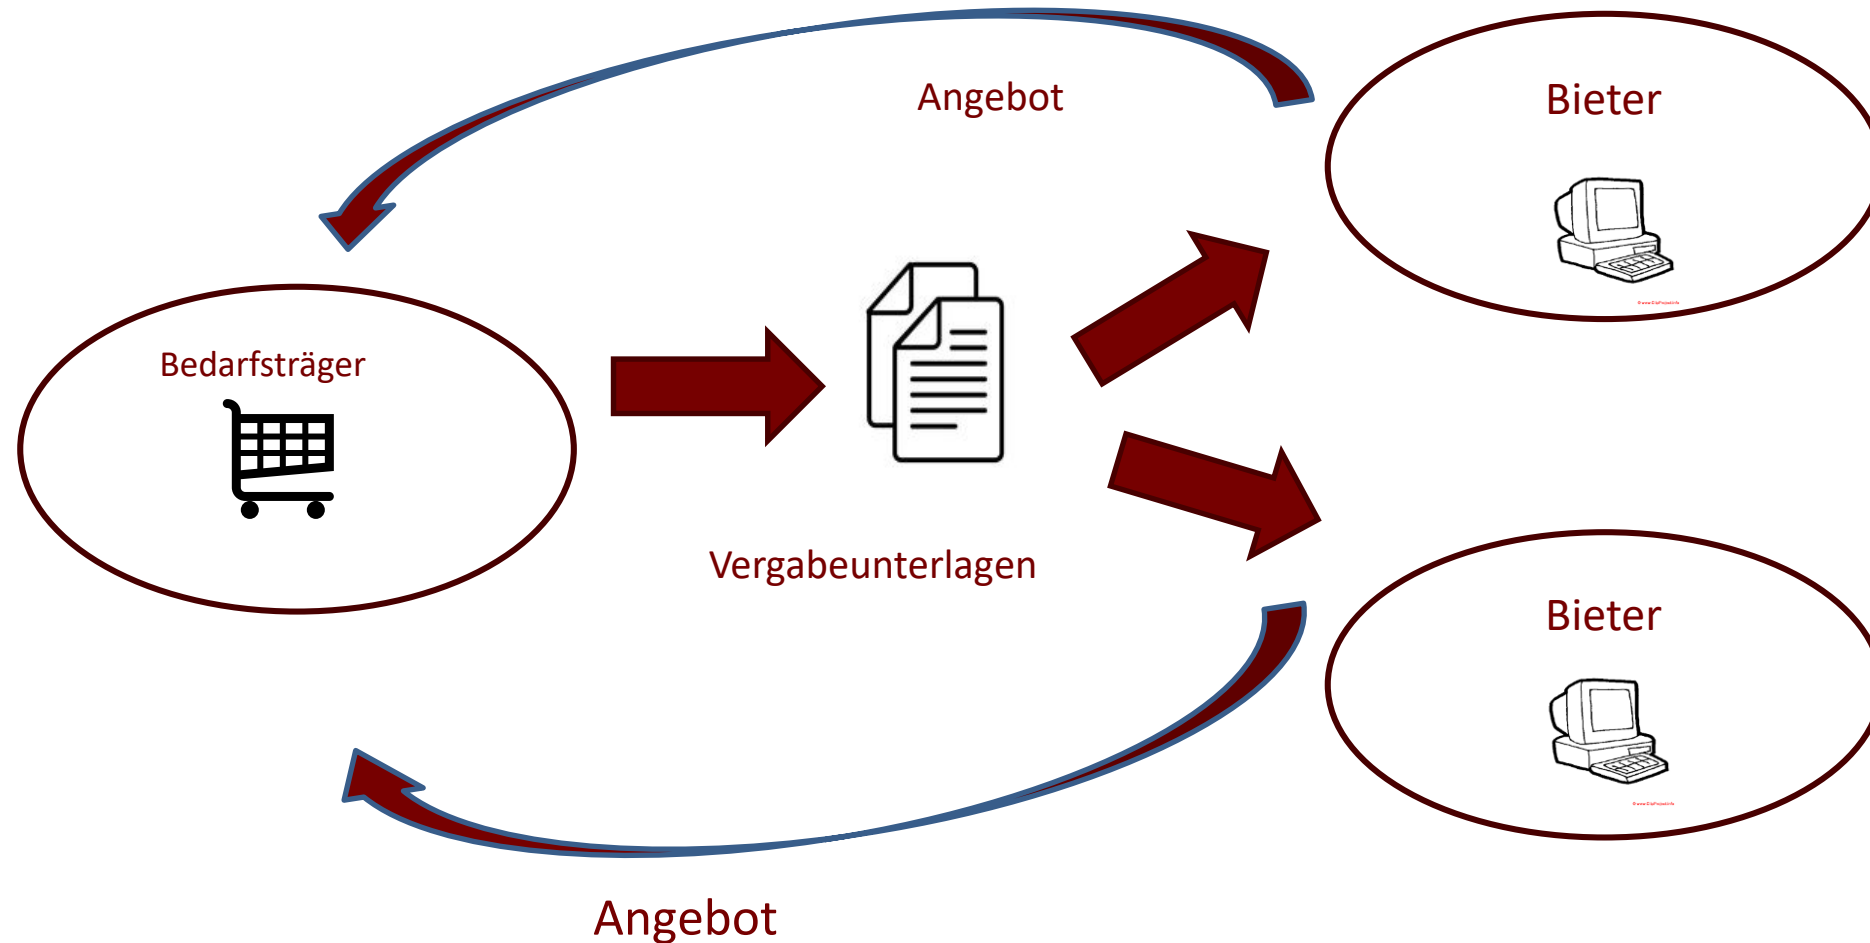 Angebot
Bieter
Bedarfsträger
Vergabeunterlagen
Bieter
Angebot